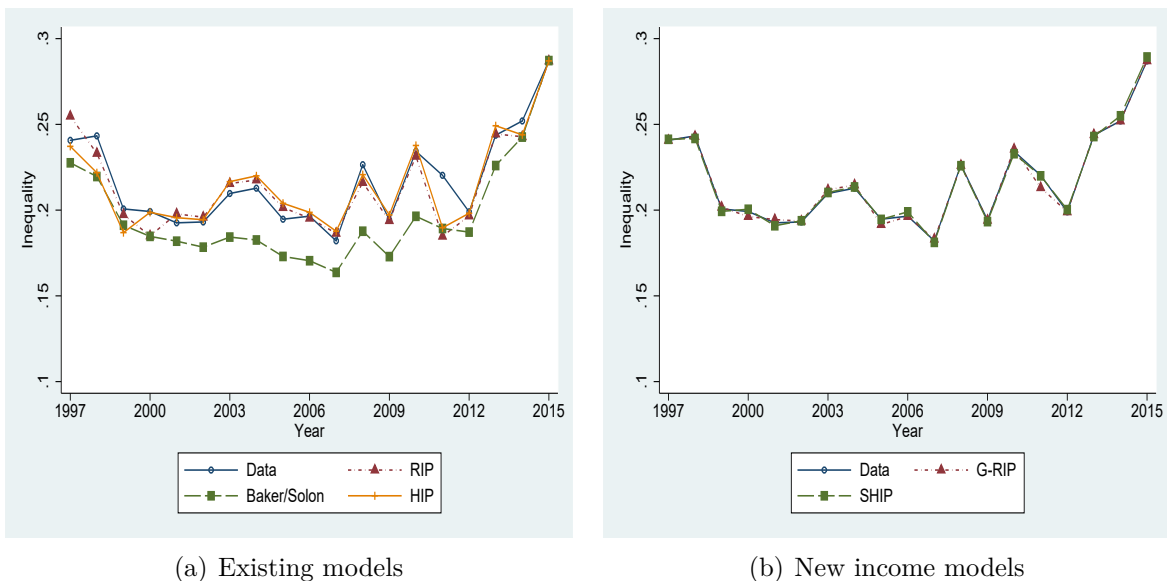 .3
.25
.2
.15
.1
Inequality
1997 2000 2003 2006 2009 2012 2015
Year
Data RIP
Baker/Solon HIP
(a) Existing models
.3
.25
.2
.15
.1
Inequality
1997 2000 2003 2006 2009 2012 2015
Year
Data G-RIP
SHIP
(b) New income models